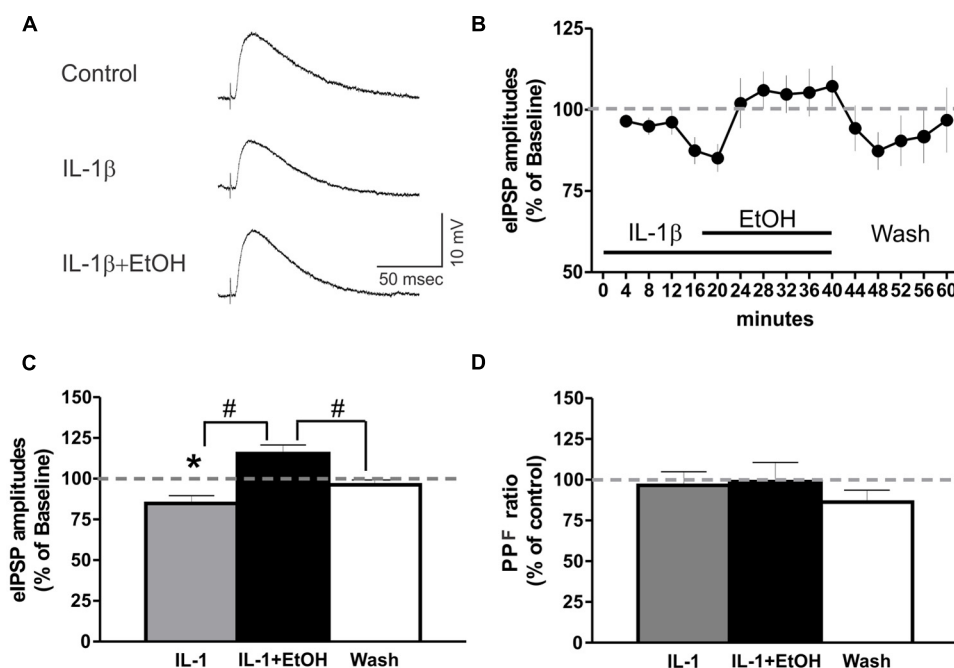 A
Control
IL-1β
IL-1β+EtOH
10 mV
50 msec
B
eIPSP amplitudes
(% of Baseline)
125
100
75
50
IL-1β
EtOH
Wash
0 4 8 12 16 20 24 28 32 36 40 44 48 52 56 60
minutes
C
eIPSP amplitudes
(% of Baseline)
150
125
100
75
50
25
0
*
#
#
IL-1 IL-1+EtOH Wash
D
PPF ratio
(% of control)
150
125
100
75
50
25
0
IL-1 IL-1+EtOH Wash